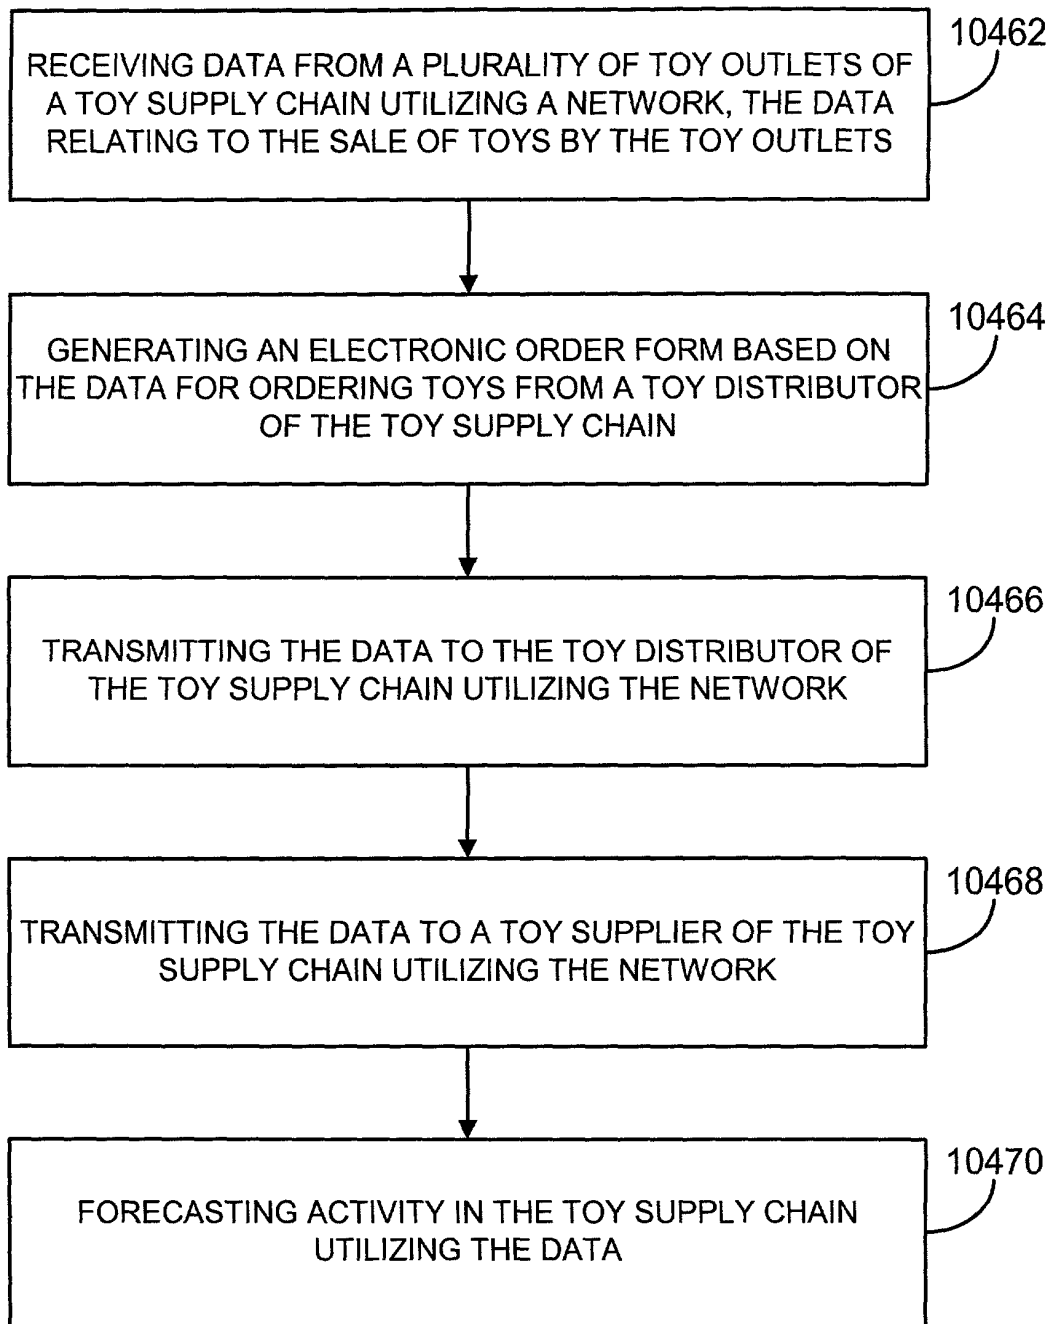 10462
RECEIVING DATA FROM A PLURALITY OF TOY OUTLETS OF
A TOY SUPPLY CHAIN UTILIZING A NETWORK, THE DATA
RELATING TO THE SALE OF TOYS BY THE TOY OUTLETS
10464
GENERATING AN ELECTRONIC ORDER FORM BASED ON
THE DATA FOR ORDERING TOYS FROM A TOY DISTRIBUTOR
OF THE TOY SUPPLY CHAIN
10466
TRANSMITTING THE DATA TO THE TOY DISTRIBUTOR OF
THE TOY SUPPLY CHAIN UTILIZING THE NETWORK
10468
TRANSMITTING THE DATA TO A TOY SUPPLIER OF THE TOY
SUPPLY CHAIN UTILIZING THE NETWORK
10470
FORECASTING ACTIVITY IN THE TOY SUPPLY CHAIN
UTILIZING THE DATA